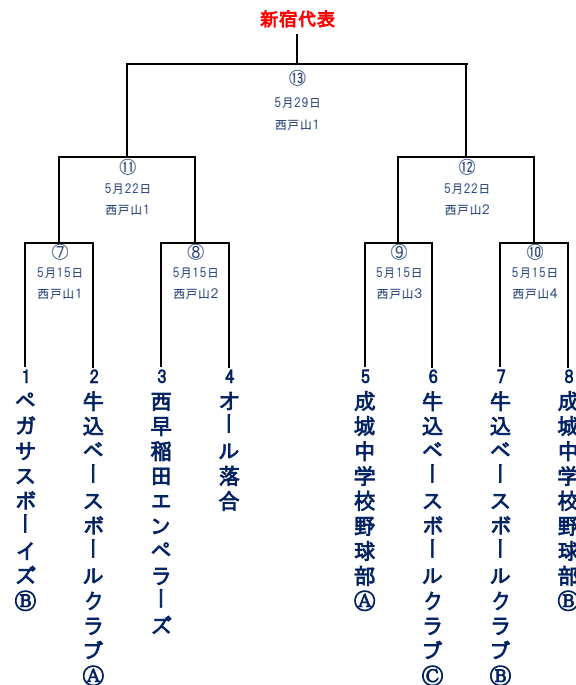 新宿代表
⑬
5月29日
西戸山1
⑪
5月22日
西戸山1
⑫
5月22日
西戸山2
⑦
5月15日
西戸山1
⑧
5月15日
西戸山2
⑨
5月15日
西戸山3
⑩
5月15日
西戸山4
1
ペガサスボーイズⒷ
2
牛込ベースボールクラブⒶ
3
西早稲田エンペラーズ
4
オール落合
5
成城中学校野球部Ⓐ
6
牛込ベースボールクラブⒸ
7
牛込ベースボールクラブⒷ
8
成城中学校野球部Ⓑ